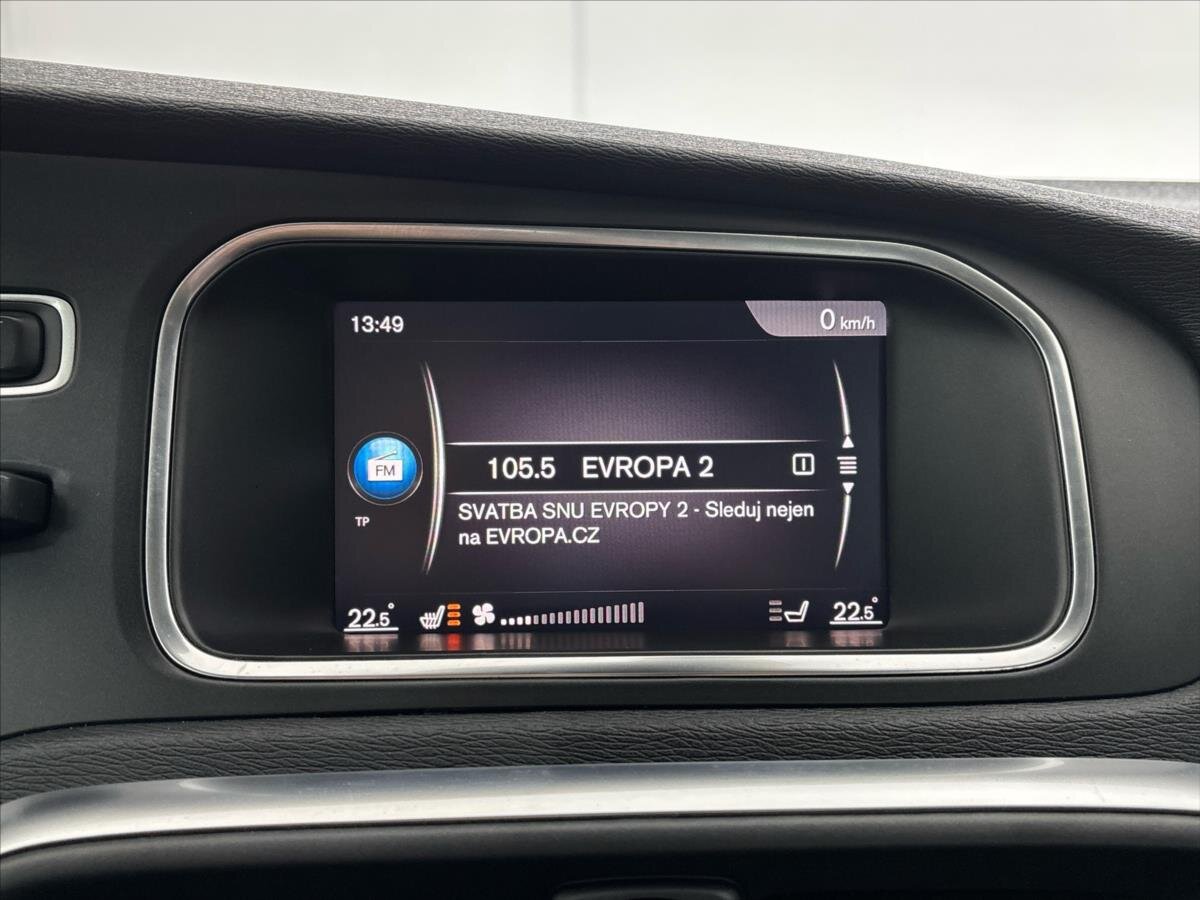 13:49
0 km/h
FM
105.5 EVROPA 2 1
TP
SVATBA SNU EVROPY 2 - Sleduj nejen
na EVROPA.CZ
22.5° 22.5°